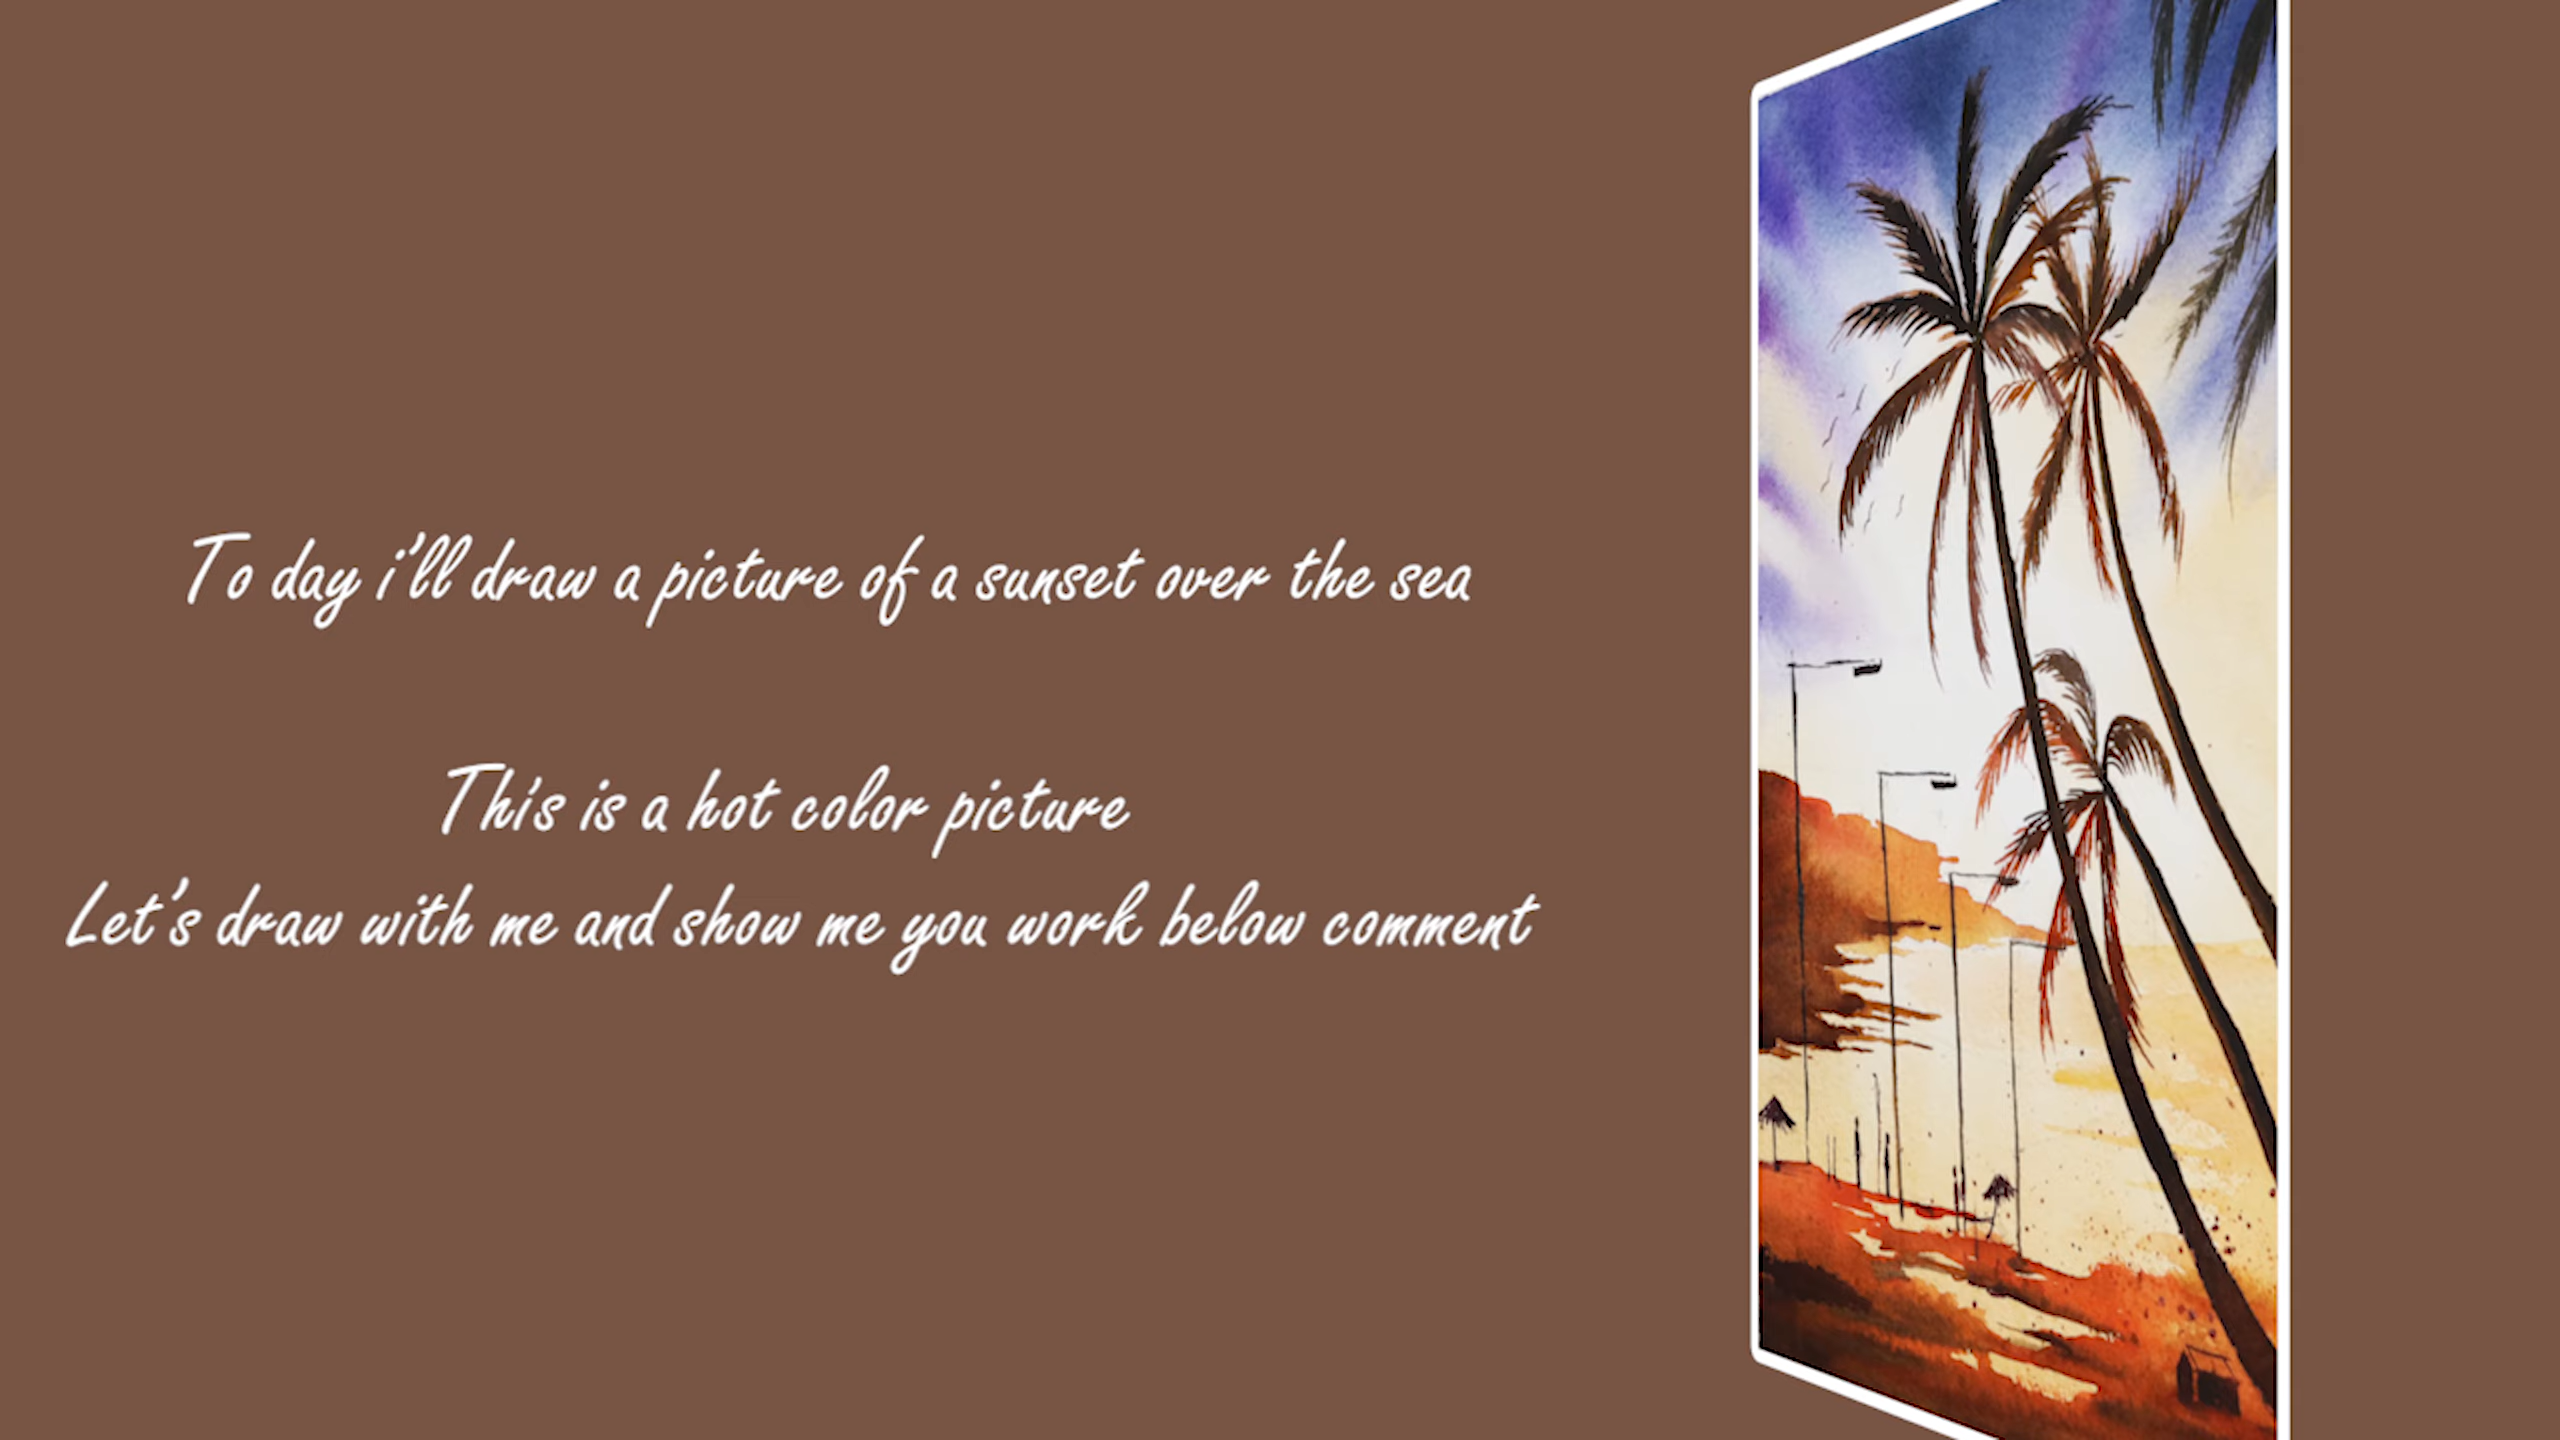 To day i'll draw a picture of a sunset over the sea
This is a hot color picture
Let's draw with me and show me you work below comment